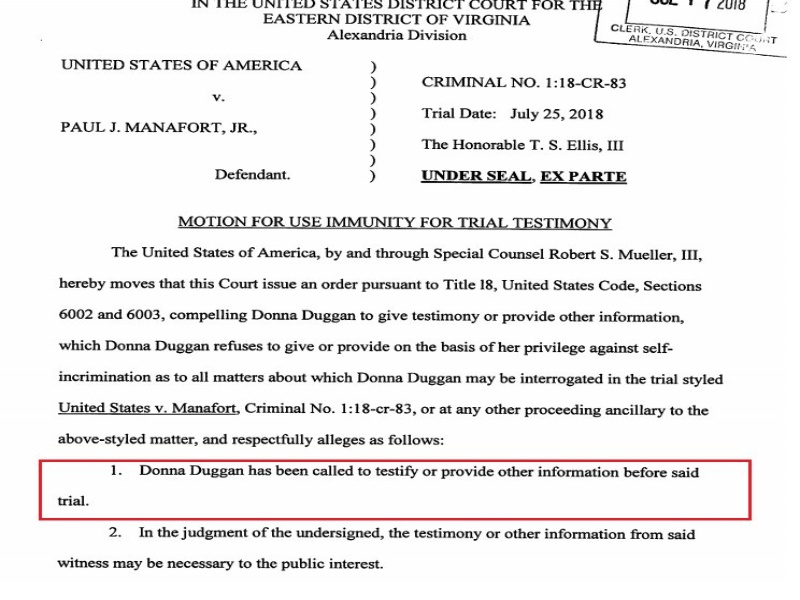 IN THE UNITED STATES DISTRICT COURT FOR THE
EASTERN DISTRICT OF VIRGINIA
Alexandria Division
17 2018
CLERK, U.S. DISTRICT COURT
ALEXANDRIA, VIRGINIA
UNITED STATES OF AMERICA )
)
v. ) CRIMINAL NO. 1:18-CR-83
)
PAUL J. MANAFORT, JR., ) Trial Date: July 25, 2018
)
) The Honorable T. S. Ellis, III
)
Defendant. ) UNDER SEAL, EX PARTE
MOTION FOR USE IMMUNITY FOR TRIAL TESTIMONY
The United States of America, by and through Special Counsel Robert S. Mueller, III,
hereby moves that this Court issue an order pursuant to Title 18, United States Code, Sections
6002 and 6003, compelling Donna Duggan to give testimony or provide other information,
which Donna Duggan refuses to give or provide on the basis of her privilege against self-
incrimination as to all matters about which Donna Duggan may be interrogated in the trial styled
United States v. Manafort, Criminal No. 1:18-cr-83, or at any other proceeding ancillary to the
above-styled matter, and respectfully alleges as follows:
1. Donna Duggan has been called to testify or provide other information before said
trial.
2. In the judgment of the undersigned, the testimony or other information from said
witness may be necessary to the public interest.